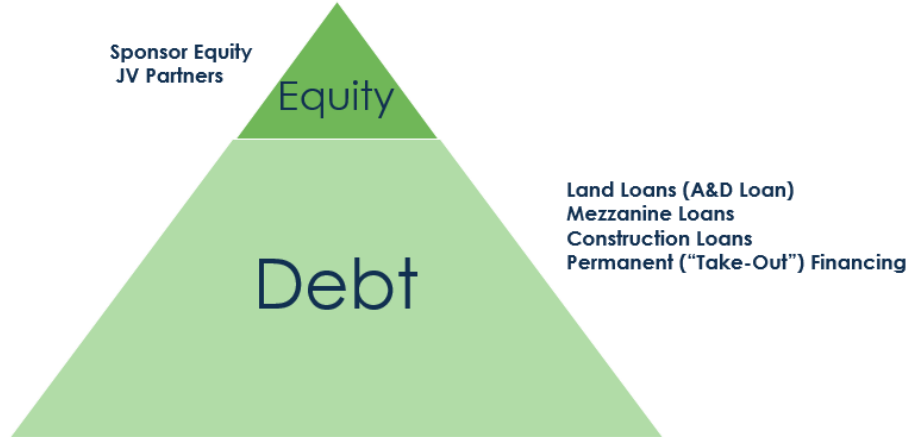 Sponsor Equity
JV Partners
Equity
Land Loans (A&D Loan)
Mezzanine Loans
Construction Loans
Permanent (“Take-Out”) Financing
Debt